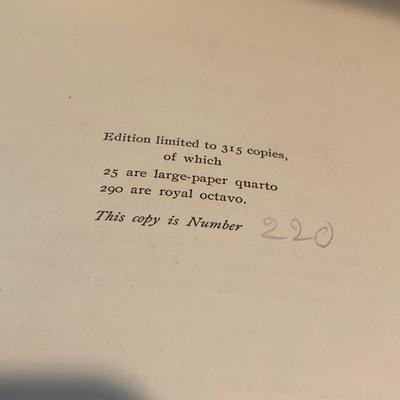 Edition limited to 315 copies,
of which
25 are large-paper quarto
290 are royal octavo.
This copy is Number 220